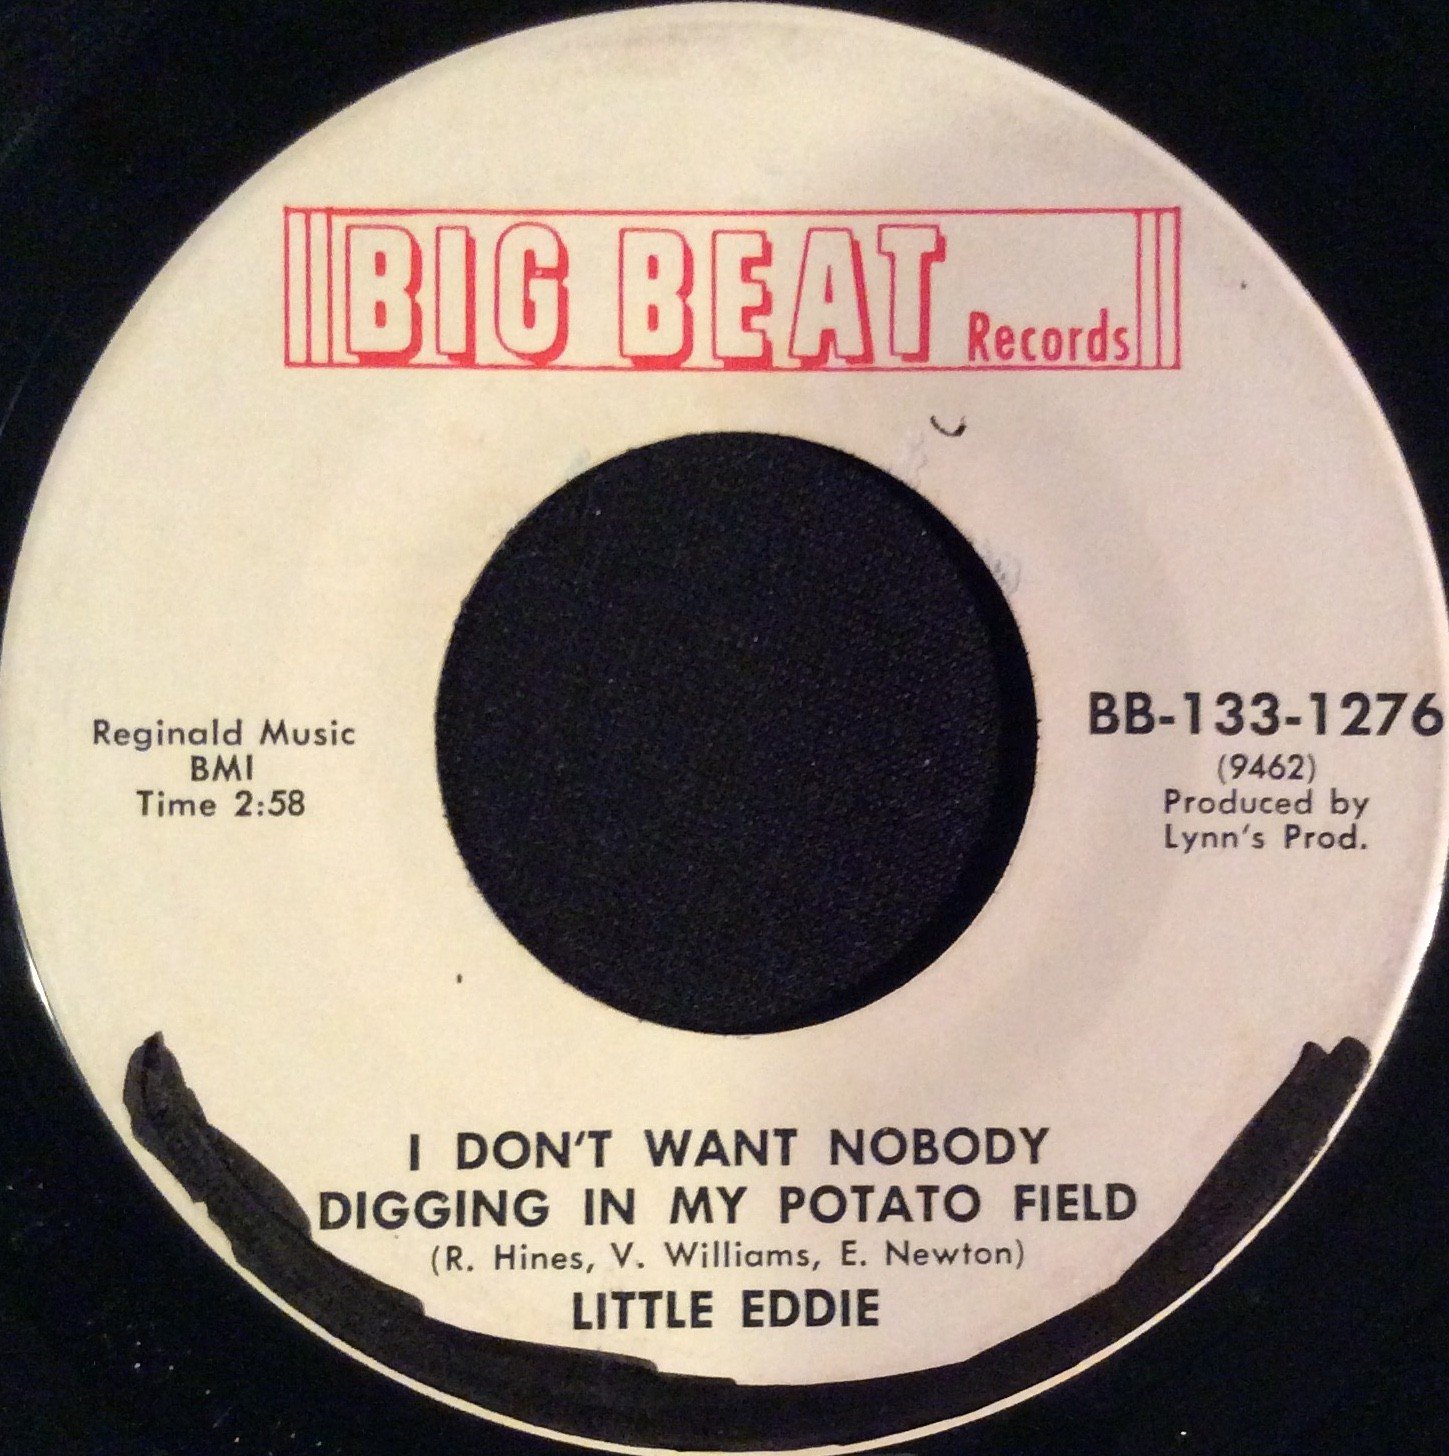 BIG BEAT Records
Reginald Music
BMI
Time 2:58
BB-133-1276
(9462)
Produced by
Lynn's Prod.
I DON'T WANT NOBODY
DIGGING IN MY POTATO FIELD
(R. Hines, V. Williams, E. Newton)
LITTLE EDDIE